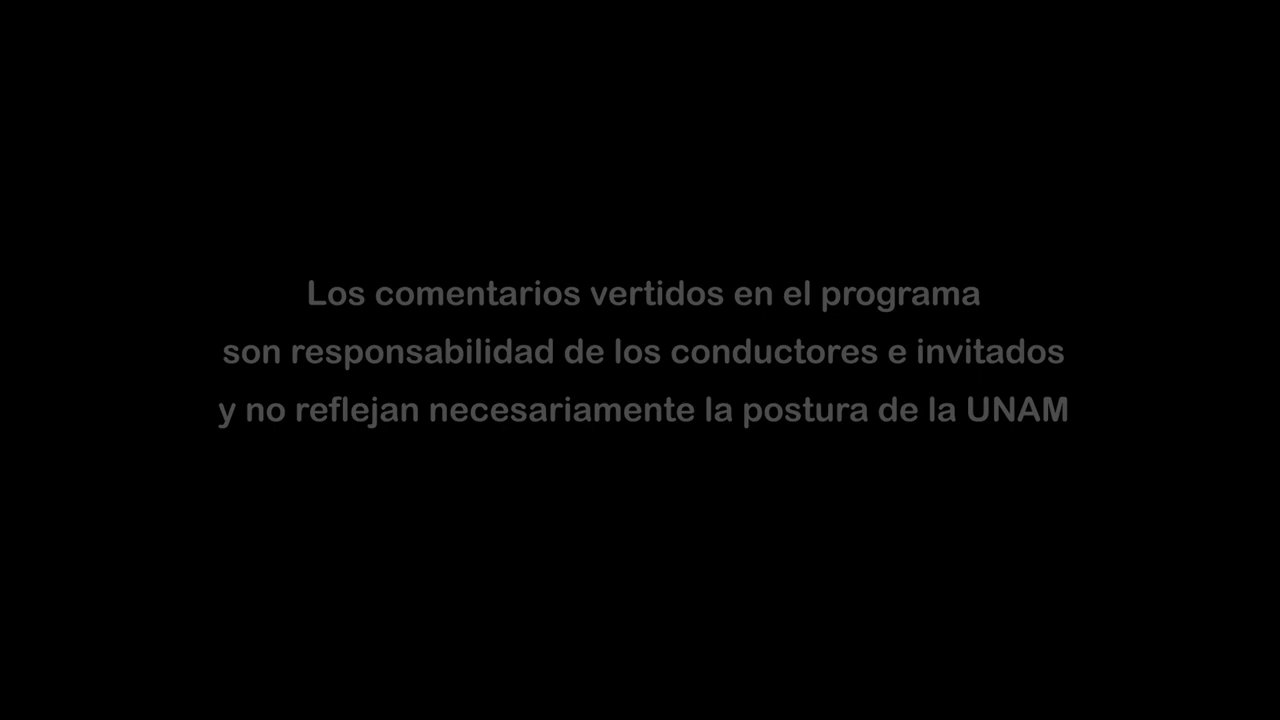 Los comentarios vertidos en el programa
son responsabilidad de los conductores e invitados
y no reflejan necesariamente la postura de la UNAM